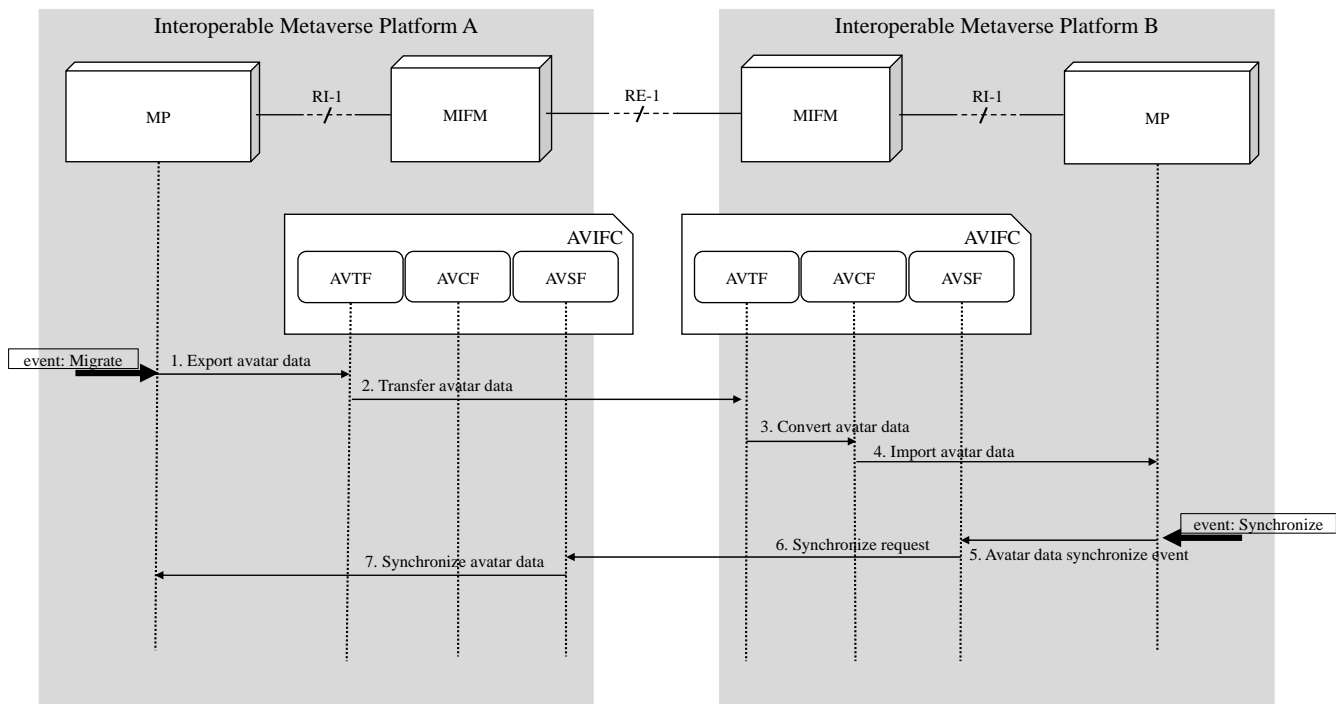 Interoperable Metaverse Platform A
Interoperable Metaverse Platform B
MP
RI-1
MIFM
RE-1
MIFM
RI-1
MP
AVIFC
AVTF
AVCF
AVSF
AVIFC
AVTF
AVCF
AVSF
event: Migrate
1. Export avatar data
2. Transfer avatar data
3. Convert avatar data
4. Import avatar data
event: Synchronize
5. Avatar data synchronize event
6. Synchronize request
7. Synchronize avatar data